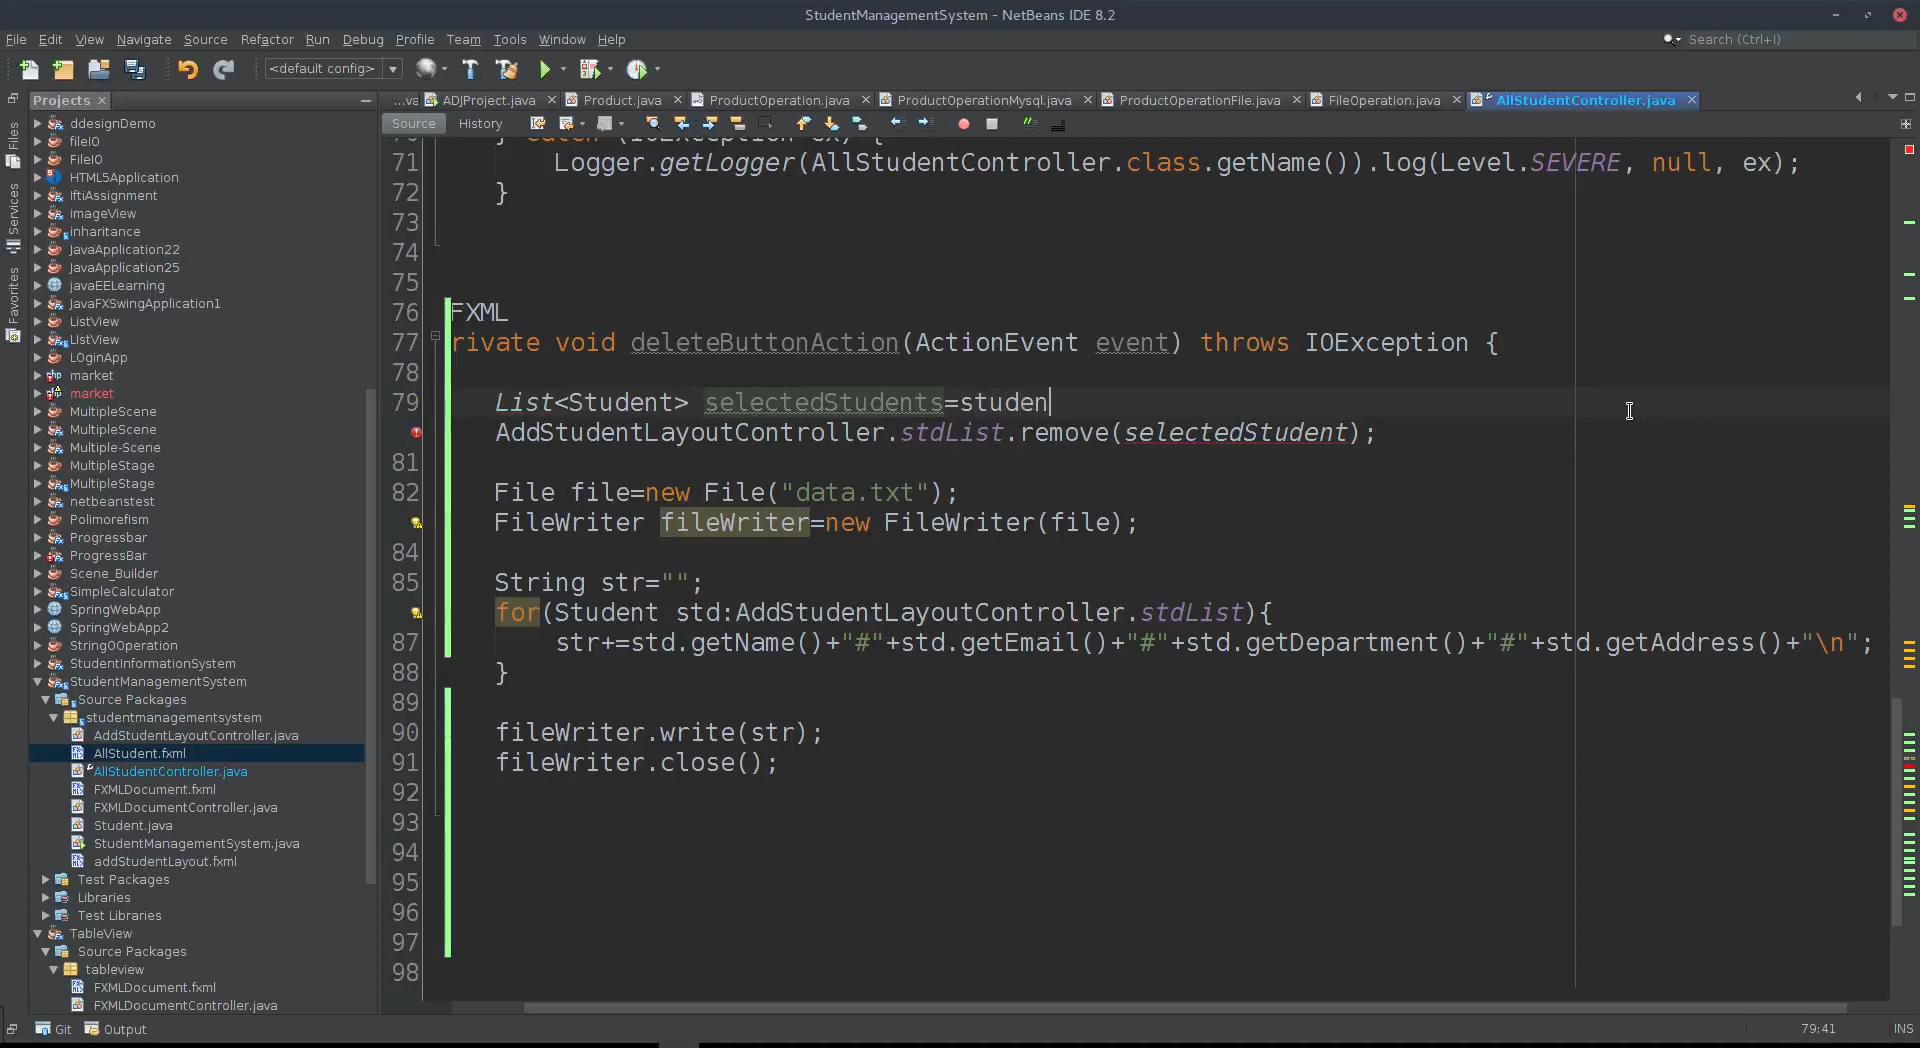 StudentManagementSystem - NetBeans IDE 8.2
File Edit View Navigate Source Refactor Run Debug Profile Team Tools Window Help
Search (Ctrl+I)
<default config>
Projects
...va ADJProject.java Product.java ProductOperation.java ProductOperationMysql.java ProductOperationFile.java FileOperation.java AllStudentController.java
Source History
Files
Services
Favorites
ddesignDemo
fileIO
FileIO
HTML5Application
IftiAssignment
imageView
inharitance
JavaApplication22
JavaApplication25
javaEELearning
JavaFXSwingApplication1
ListView
LIstView
LOginApp
market
market
MultipleScene
MultipleScene
Multiple-Scene
MultipleStage
MultipleStage
netbeanstest
Polimorefism
Progressbar
ProgressBar
Scene_Builder
SimpleCalculator
SpringWebApp
SpringWebApp2
StringOOperation
StudentInformationSystem
StudentManagementSystem
Source Packages
studentmanagementsystem
AddStudentLayoutController.java
AllStudent.fxml
AllStudentController.java
FXMLDocument.fxml
FXMLDocumentController.java
Student.java
StudentManagementSystem.java
addStudentLayout.fxml
Test Packages
Libraries
Test Libraries
TableView
Source Packages
tableview
FXMLDocument.fxml
FXMLDocumentController.java
70 } catch (IOException ex) {
71 Logger.getLogger(AllStudentController.class.getName()).log(Level.SEVERE, null, ex);
72 }
73
74
75
76 FXML
77 rivate void deleteButtonAction(ActionEvent event) throws IOException {
78
79 List<Student> selectedStudents=studen
AddStudentLayoutController.stdList.remove(selectedStudent);
81
82 File file=new File("data.txt");
FileWriter fileWriter=new FileWriter(file);
84
85 String str="";
for(Student std:AddStudentLayoutController.stdList){
87 str+=std.getName()+"#"+std.getEmail()+"#"+std.getDepartment()+"#"+std.getAddress()+"\n";
88 }
89
90 fileWriter.write(str);
91 fileWriter.close();
92
93
94
95
96
97
98
Git Output
79:41 INS